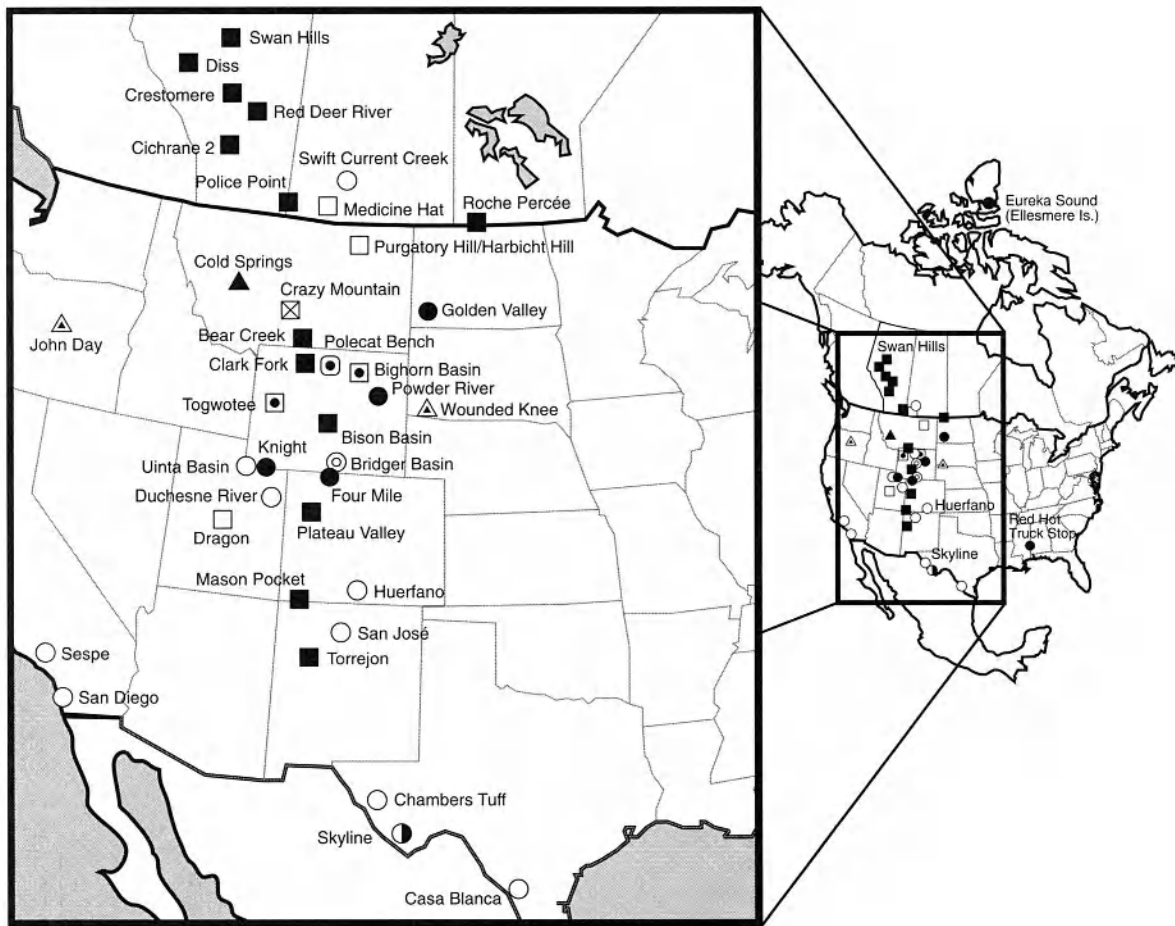 Swan Hills
Diss
Crestomere
Red Deer River
Cichrane 2
Swift Current Creek
Police Point
Medicine Hat
Roche Percée
Purgatory Hill/Harbicht Hill
Cold Springs
Crazy Mountain
Golden Valley
John Day
Bear Creek
Polecat Bench
Clark Fork
Bighorn Basin
Powder River
Togwotee
Wounded Knee
Bison Basin
Knight
Uinta Basin
Bridger Basin
Duchesne River
Four Mile
Dragon
Plateau Valley
Mason Pocket
Huerfano
San José
Torrejon
Sespe
San Diego
Chambers Tuff
Skyline
Casa Blanca
Eureka Sound
(Ellesmere Is.)
Swan Hills
Huerfano
Red Hot
Truck Stop
Skyline